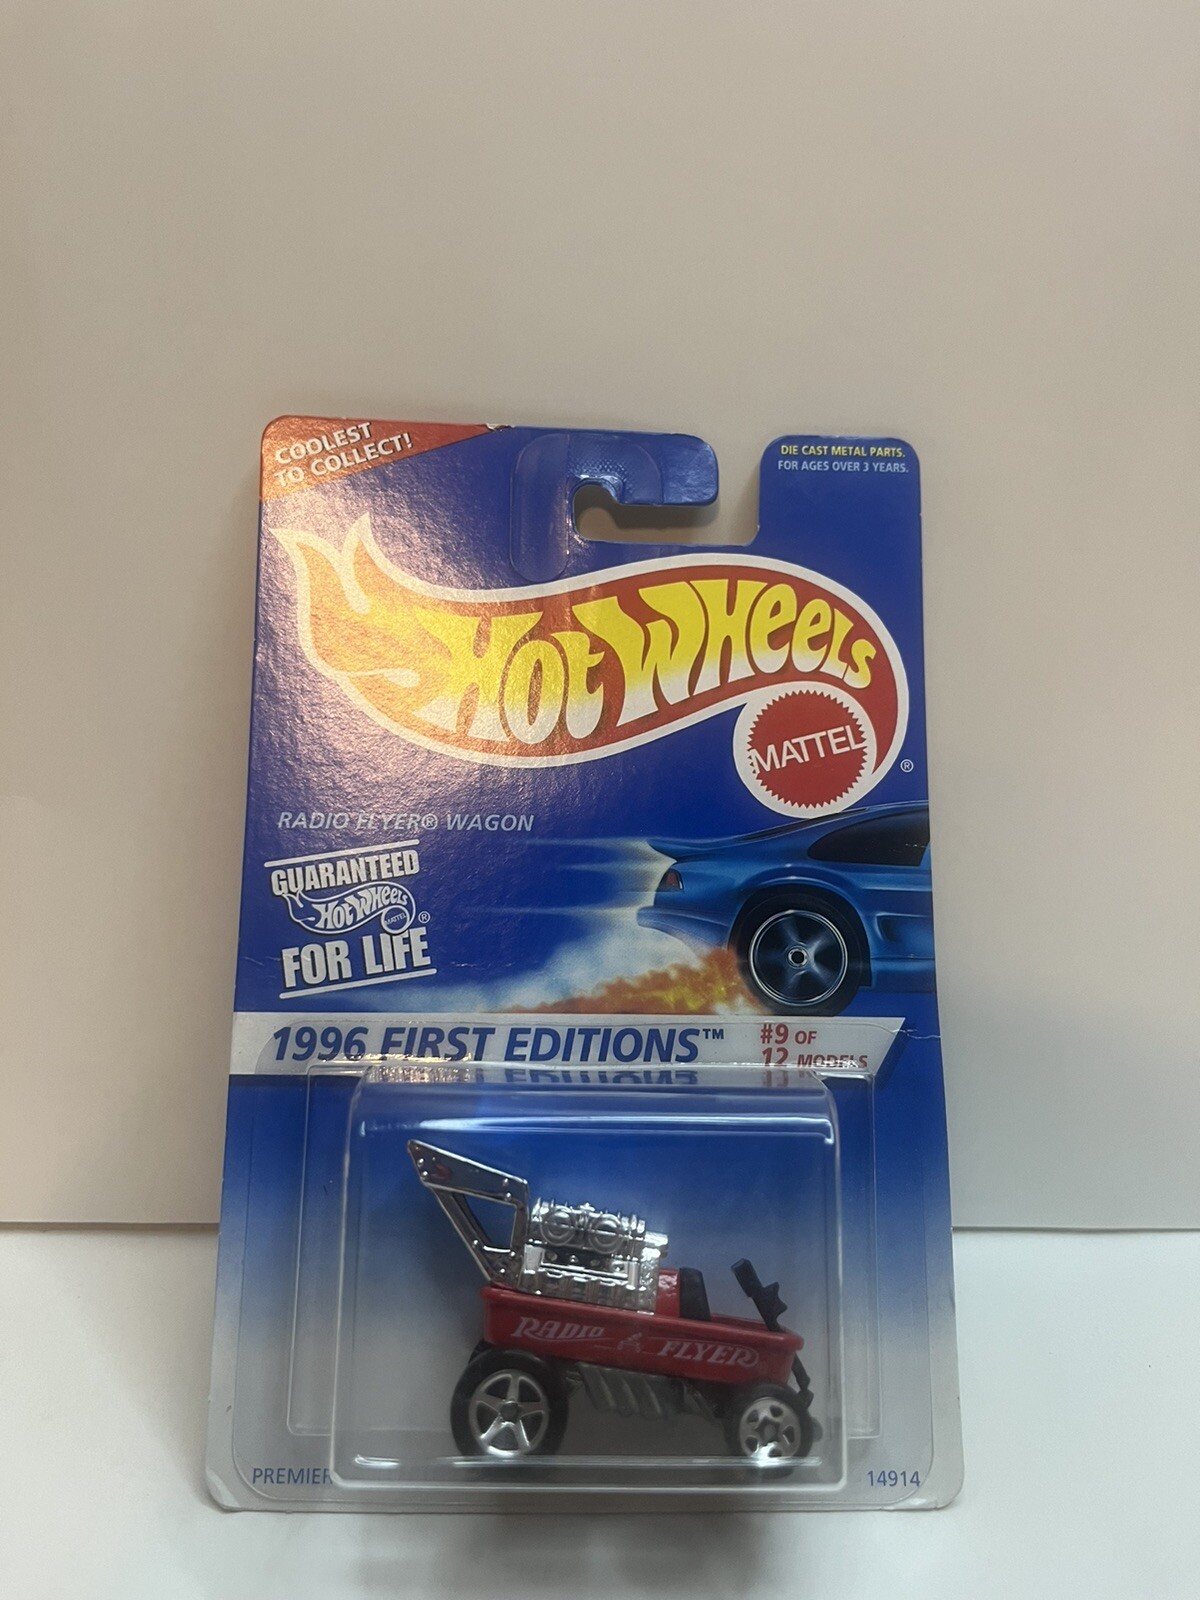 COOLEST
TO COLLECT!
DIE CAST METAL PARTS.
FOR AGES OVER 3 YEARS.
HOT WHEELS
MATTEL
®
RADIO FLYER® WAGON
GUARANTEED
HOT WHEELS
MATTEL
®
FOR LIFE
1996 FIRST EDITIONS™
#9 OF
12 MODELS
RADIO FLYER
PREMIER
14914